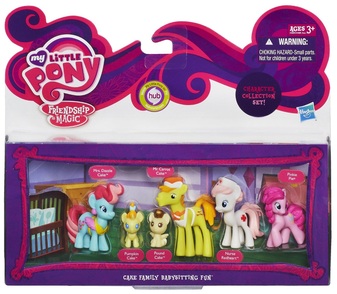 my LITTLE
PONY
FRIENDSHIP
IS MAGIC
hub
AGES 3+
WARNING:
CHOKING HAZARD-Small parts.
Not for children under 3 years.
CHARACTER
COLLECTION
SET!
Hasbro
Mrs. Dazzle
Cake
Mr. Carrot
Cake
Pinkie
Pie
Pumpkin
Cake
Pound
Cake
Nurse
Redheart
CAKE FAMILY BABYSITTING FUN